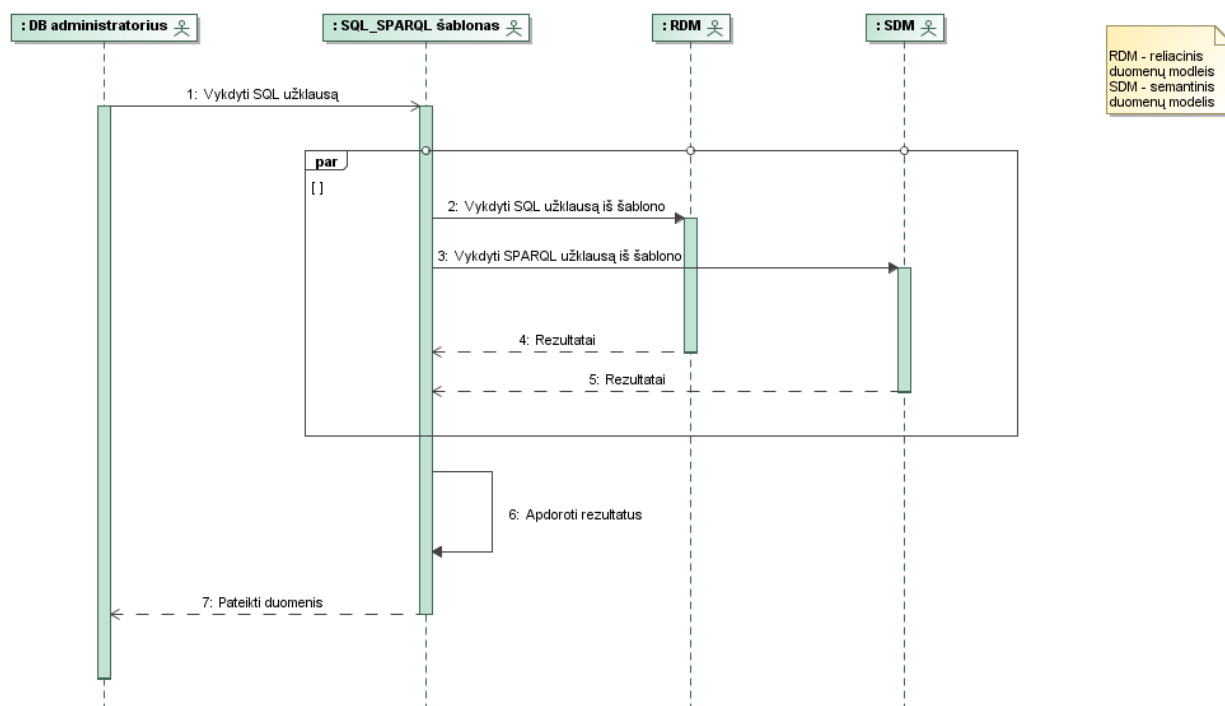 : DB administratorius
: SQL_SPARQL šablonas
: RDM
: SDM
RDM - reliacinis
duomenų modleis
SDM - semantinis
duomenų modelis
1: Vykdyti SQL užklausą
par
[ ]
2: Vykdyti SQL užklausą iš šablono
3: Vykdyti SPARQL užklausą iš šablono
4: Rezultatai
5: Rezultatai
6: Apdoroti rezultatus
7: Pateikti duomenis